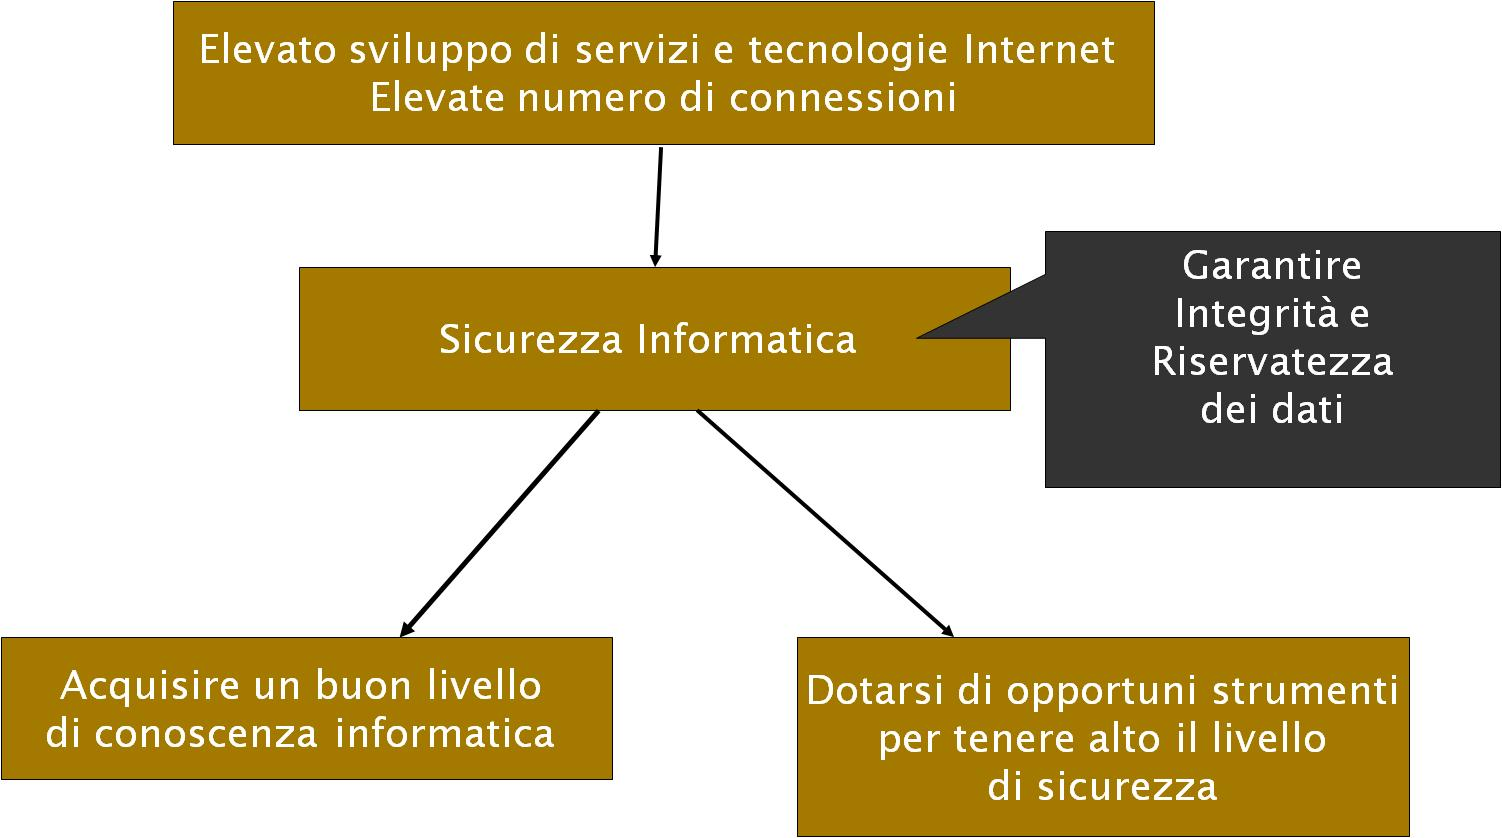 Elevato sviluppo di servizi e tecnologie Internet
Elevate numero di connessioni
Sicurezza Informatica
Garantire
Integrità e
Riservatezza
dei dati
Acquisire un buon livello
di conoscenza informatica
Dotarsi di opportuni strumenti
per tenere alto il livello
di sicurezza